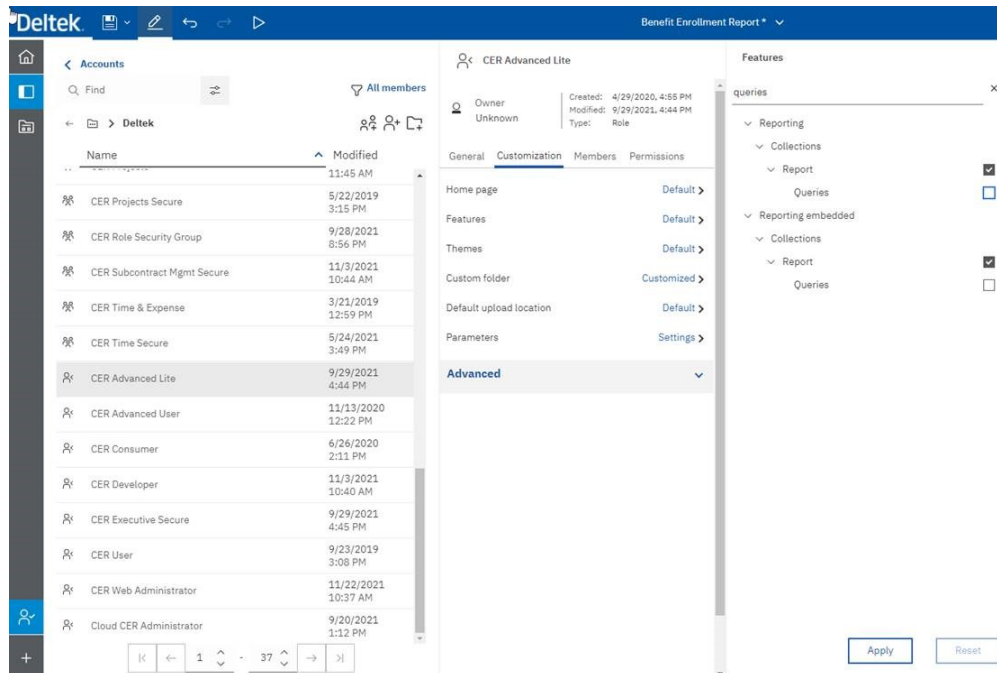 Deltek
Benefit Enrollment Report *
Accounts
Find
All members
Deltek
Name Modified
11:45 AM
CER Projects Secure 5/22/2019
3:15 PM
CER Role Security Group 9/28/2021
8:56 PM
CER Subcontract Mgmt Secure 11/3/2021
10:44 AM
CER Time & Expense 3/21/2019
12:59 PM
CER Time Secure 5/24/2021
3:49 PM
CER Advanced Lite 9/29/2021
4:44 PM
CER Advanced User 11/13/2020
12:22 PM
CER Consumer 6/26/2020
2:11 PM
CER Developer 11/3/2021
10:40 AM
CER Executive Secure 9/29/2021
4:45 PM
CER User 9/23/2019
3:08 PM
CER Web Administrator 11/22/2021
10:37 AM
Cloud CER Administrator 9/20/2021
1:12 PM
1 - 37
CER Advanced Lite
Owner
Unknown
Created: 4/29/2020, 4:55 PM
Modified: 9/29/2021, 4:44 PM
Type: Role
General Customization Members Permissions
Home page Default
Features Default
Themes Default
Custom folder Customized
Default upload location Default
Parameters Settings
Advanced
Features
queries
Reporting
Collections
Report
Queries
Reporting embedded
Collections
Report
Queries
Apply Reset